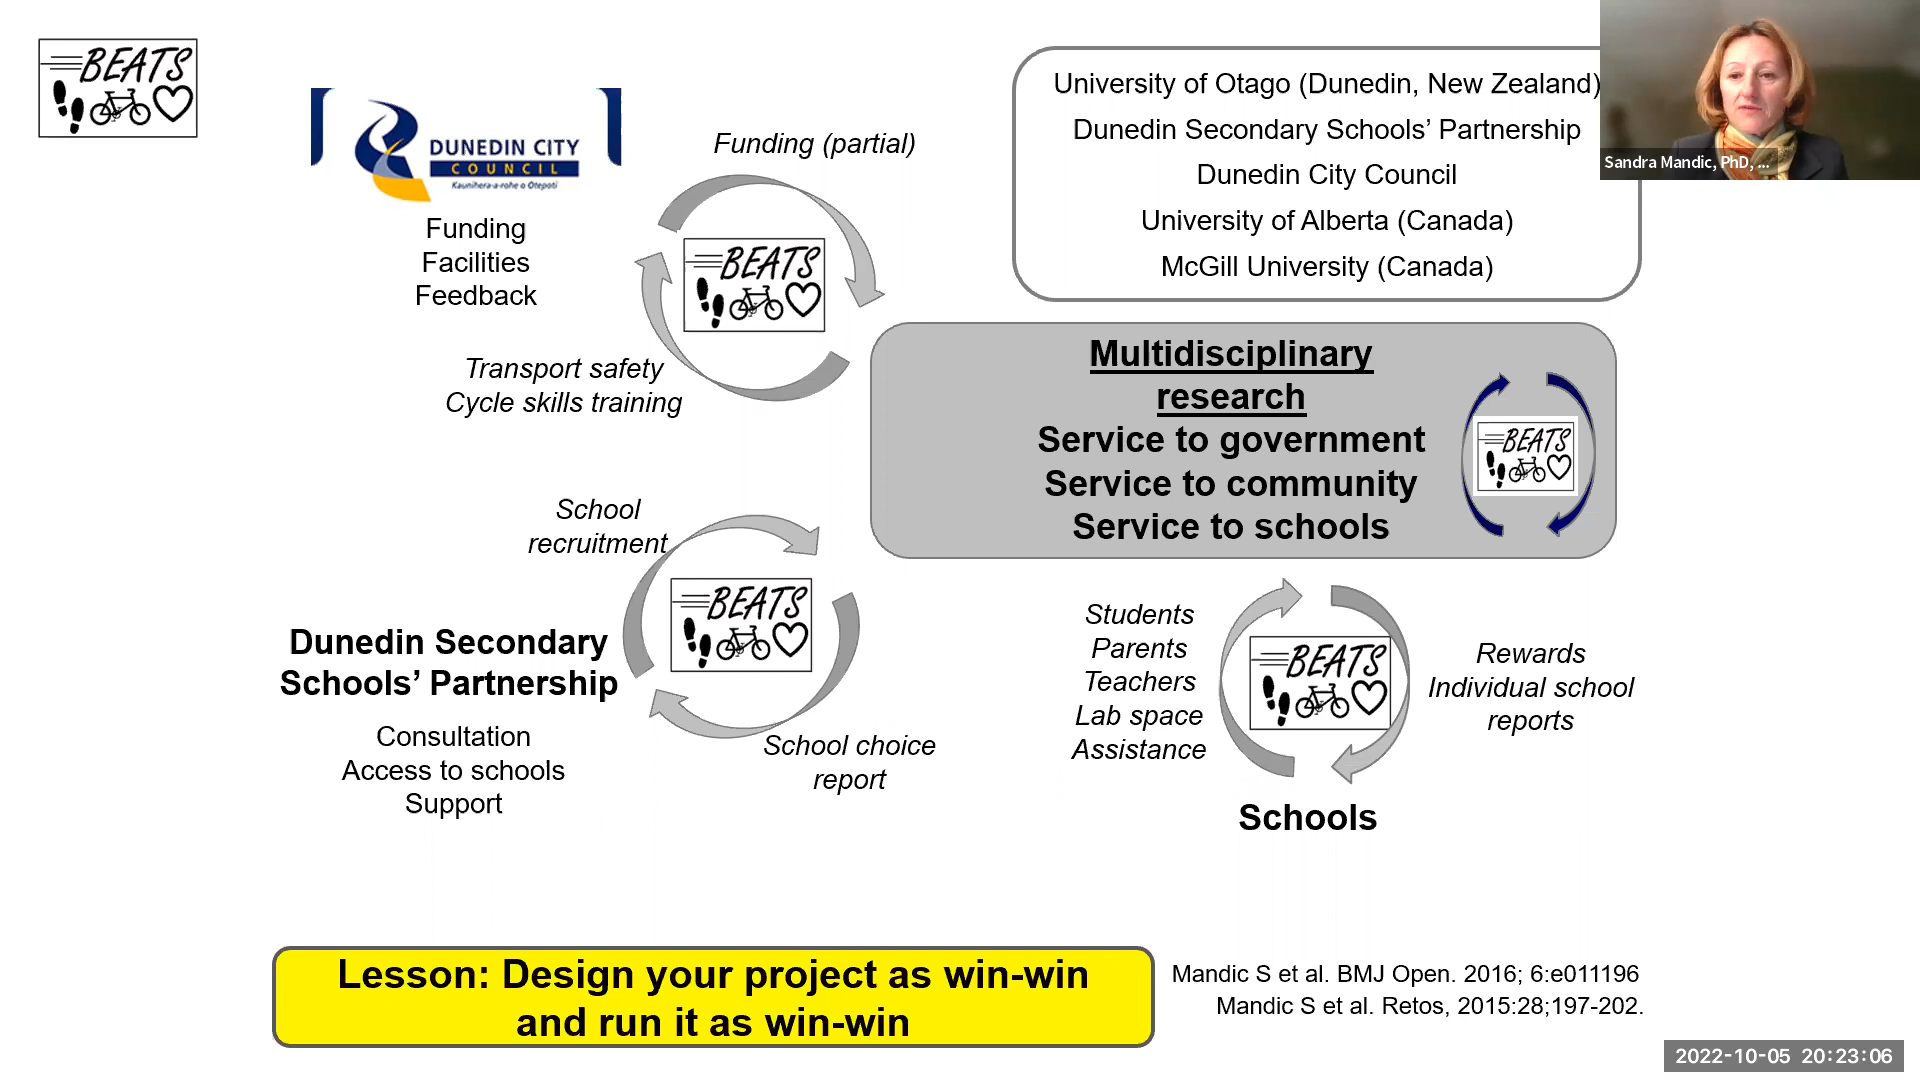 BEATS
DUNEDIN CITY
COUNCIL
Kaunihera-a-rohe o Otepoti
Funding
Facilities
Feedback
Funding (partial)
BEATS
Transport safety
Cycle skills training
University of Otago (Dunedin, New Zealand)
Dunedin Secondary Schools’ Partnership
Dunedin City Council
University of Alberta (Canada)
McGill University (Canada)
Sandra Mandic, PhD, ...
Multidisciplinary
research
Service to government
Service to community
Service to schools
BEATS
School
recruitment
BEATS
Dunedin Secondary
Schools’ Partnership
Consultation
Access to schools
Support
School choice
report
Students
Parents
Teachers
Lab space
Assistance
BEATS
Rewards
Individual school
reports
Schools
Lesson: Design your project as win-win
and run it as win-win
Mandic S et al. BMJ Open. 2016; 6:e011196
Mandic S et al. Retos, 2015:28;197-202.
2022-10-05 20:23:06